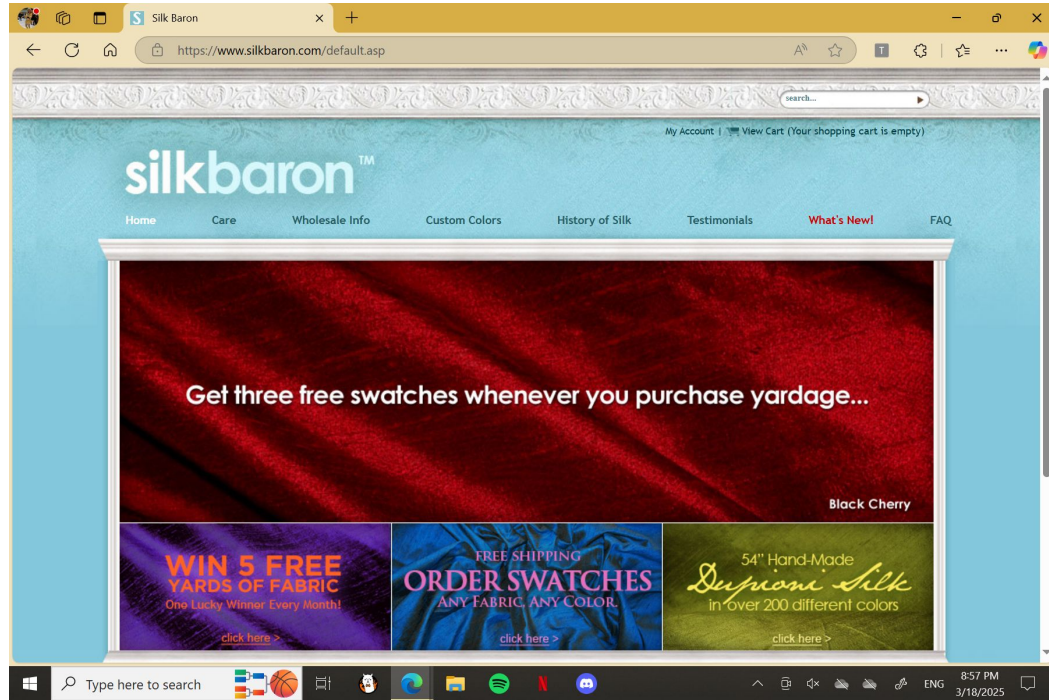 Silk Baron
https://www.silkbaron.com/default.asp
search...
My Account | View Cart (Your shopping cart is empty)
silkbaron™
Home Care Wholesale Info Custom Colors History of Silk Testimonials What's New! FAQ
Get three free swatches whenever you purchase yardage...
Black Cherry
WIN 5 FREE
YARDS OF FABRIC
One Lucky Winner Every Month!
click here >
FREE SHIPPING
ORDER SWATCHES
ANY FABRIC, ANY COLOR
click here >
54" Hand-Made
Dupioni Silk
in over 200 different colors
click here >
Type here to search
ENG
8:57 PM
3/18/2025